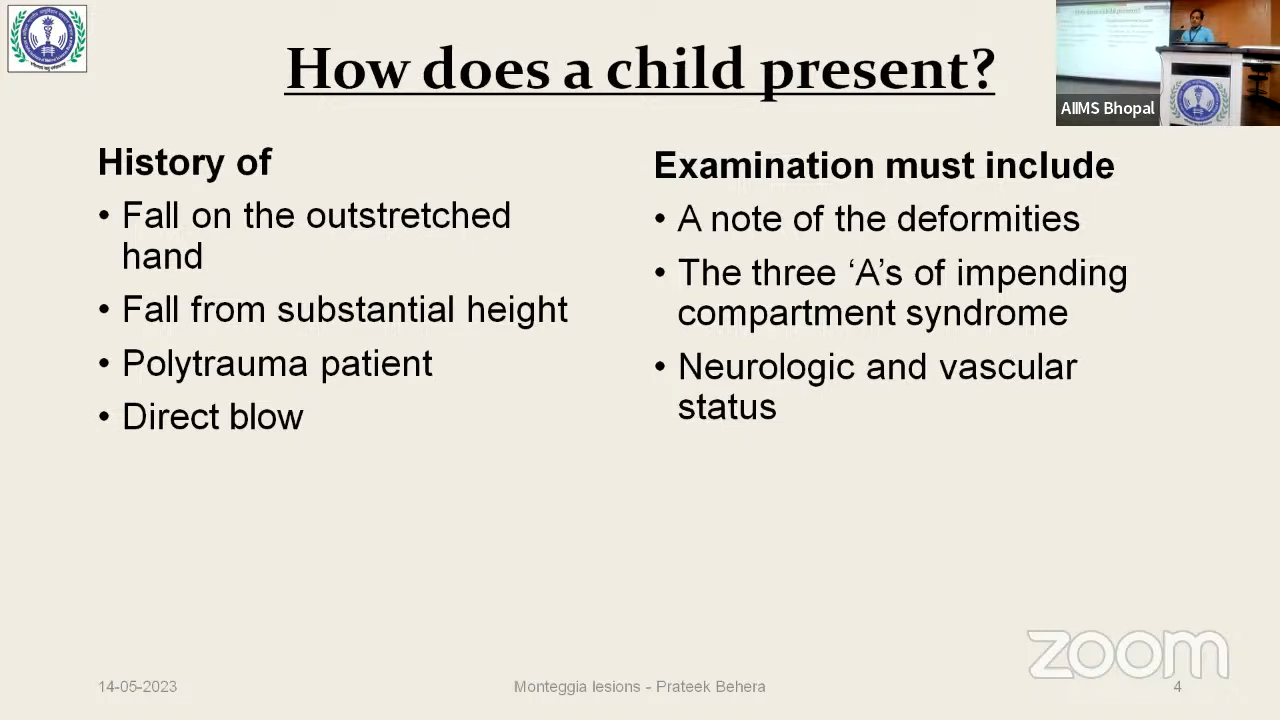 How does a child present?
AIIMS Bhopal
History of
• Fall on the outstretched
hand
• Fall from substantial height
• Polytrauma patient
• Direct blow
Examination must include
• A note of the deformities
• The three ‘A’s of impending
compartment syndrome
• Neurologic and vascular
status
zoom
14-05-2023
Monteggia lesions - Prateek Behera
4